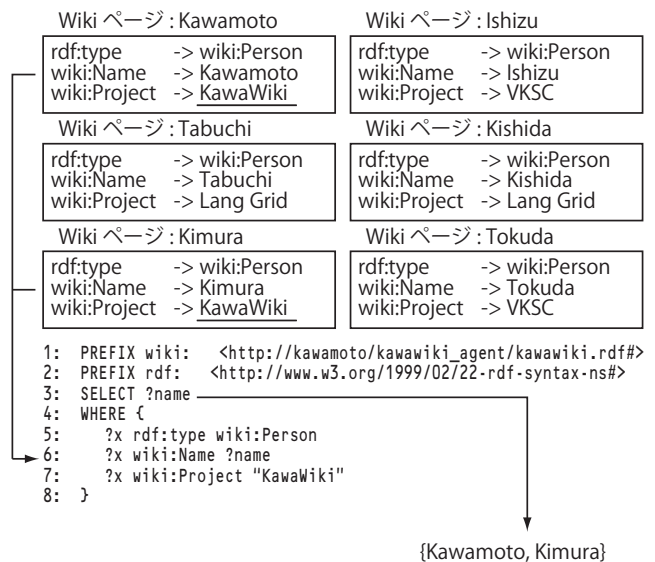 Wiki ページ : Kawamoto
rdf:type -> wiki:Person
wiki:Name -> Kawamoto
wiki:Project -> KawaWiki
Wiki ページ : Ishizu
rdf:type -> wiki:Person
wiki:Name -> Ishizu
wiki:Project -> VKSC
Wiki ページ : Tabuchi
rdf:type -> wiki:Person
wiki:Name -> Tabuchi
wiki:Project -> Lang Grid
Wiki ページ : Kishida
rdf:type -> wiki:Person
wiki:Name -> Kishida
wiki:Project -> Lang Grid
Wiki ページ : Kimura
rdf:type -> wiki:Person
wiki:Name -> Kimura
wiki:Project -> KawaWiki
Wiki ページ : Tokuda
rdf:type -> wiki:Person
wiki:Name -> Tokuda
wiki:Project -> VKSC
1: PREFIX wiki: <http://kawamoto/kawawiki_agent/kawawiki.rdf#>
2: PREFIX rdf: <http://www.w3.org/1999/02/22-rdf-syntax-ns#>
3: SELECT ?name
4: WHERE {
5: ?x rdf:type wiki:Person
6: ?x wiki:Name ?name
7: ?x wiki:Project “KawaWiki”
8: }
{Kawamoto, Kimura}